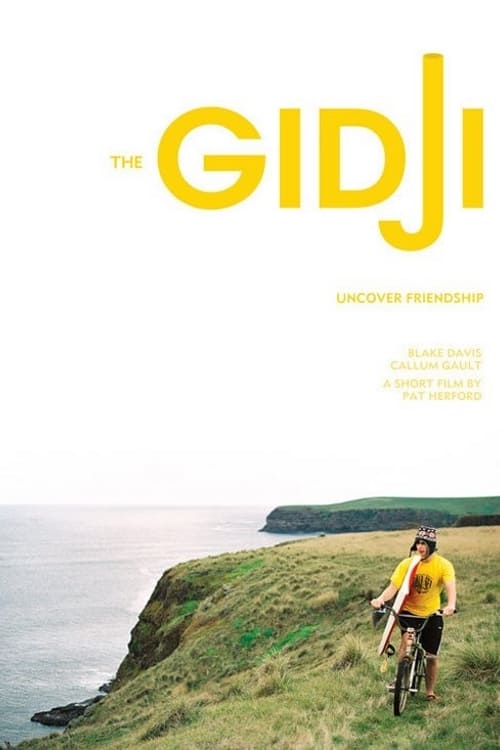 THE GIDJI
UNCOVER FRIENDSHIP
BLAKE DAVIS
CALLUM GAULT
A SHORT FILM BY
PAT HERFORD